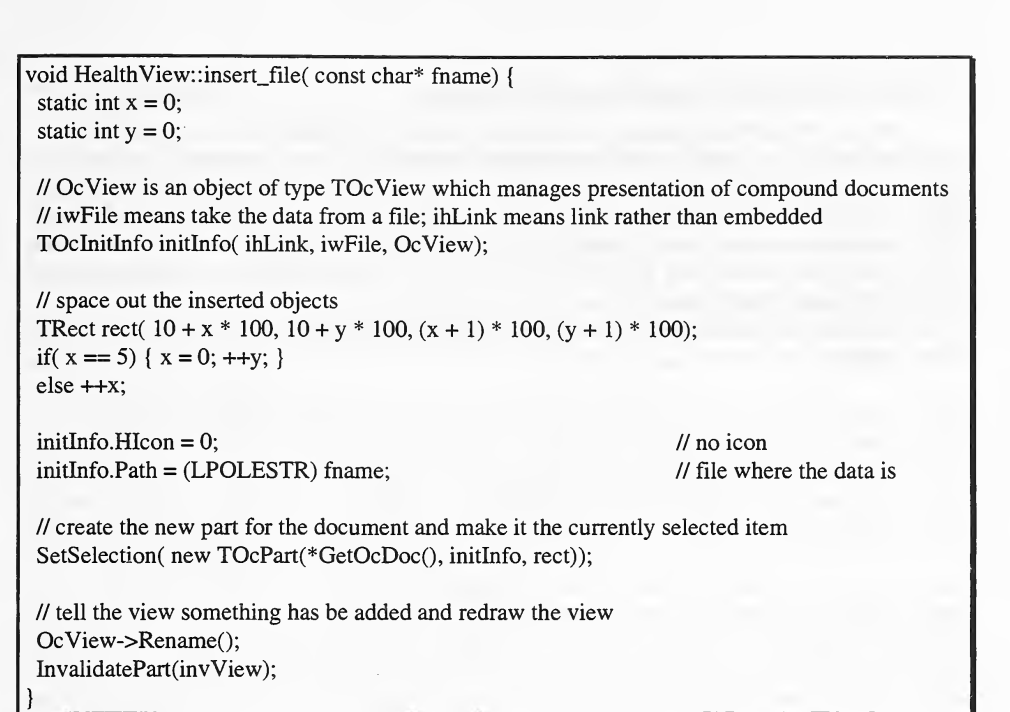 void HealthView::insert_file( const char* fname) {
static int x = 0;
static int y = 0;
// OcView is an object of type TOcView which manages presentation of compound documents
// iwFile means take the data from a file; ihLink means link rather than embedded
TOcInitInfo initInfo( ihLink, iwFile, OcView);
// space out the inserted objects
TRect rect( 10 + x * 100, 10 + y * 100, (x + 1) * 100, (y + 1) * 100);
if( x == 5) { x = 0; ++y; }
else ++x;
initInfo.HIcon = 0; // no icon
initInfo.Path = (LPOLESTR) fname; // file where the data is
// create the new part for the document and make it the currently selected item
SetSelection( new TOcPart(*GetOcDoc(), initInfo, rect));
// tell the view something has be added and redraw the view
OcView->Rename();
InvalidatePart(invView);
}